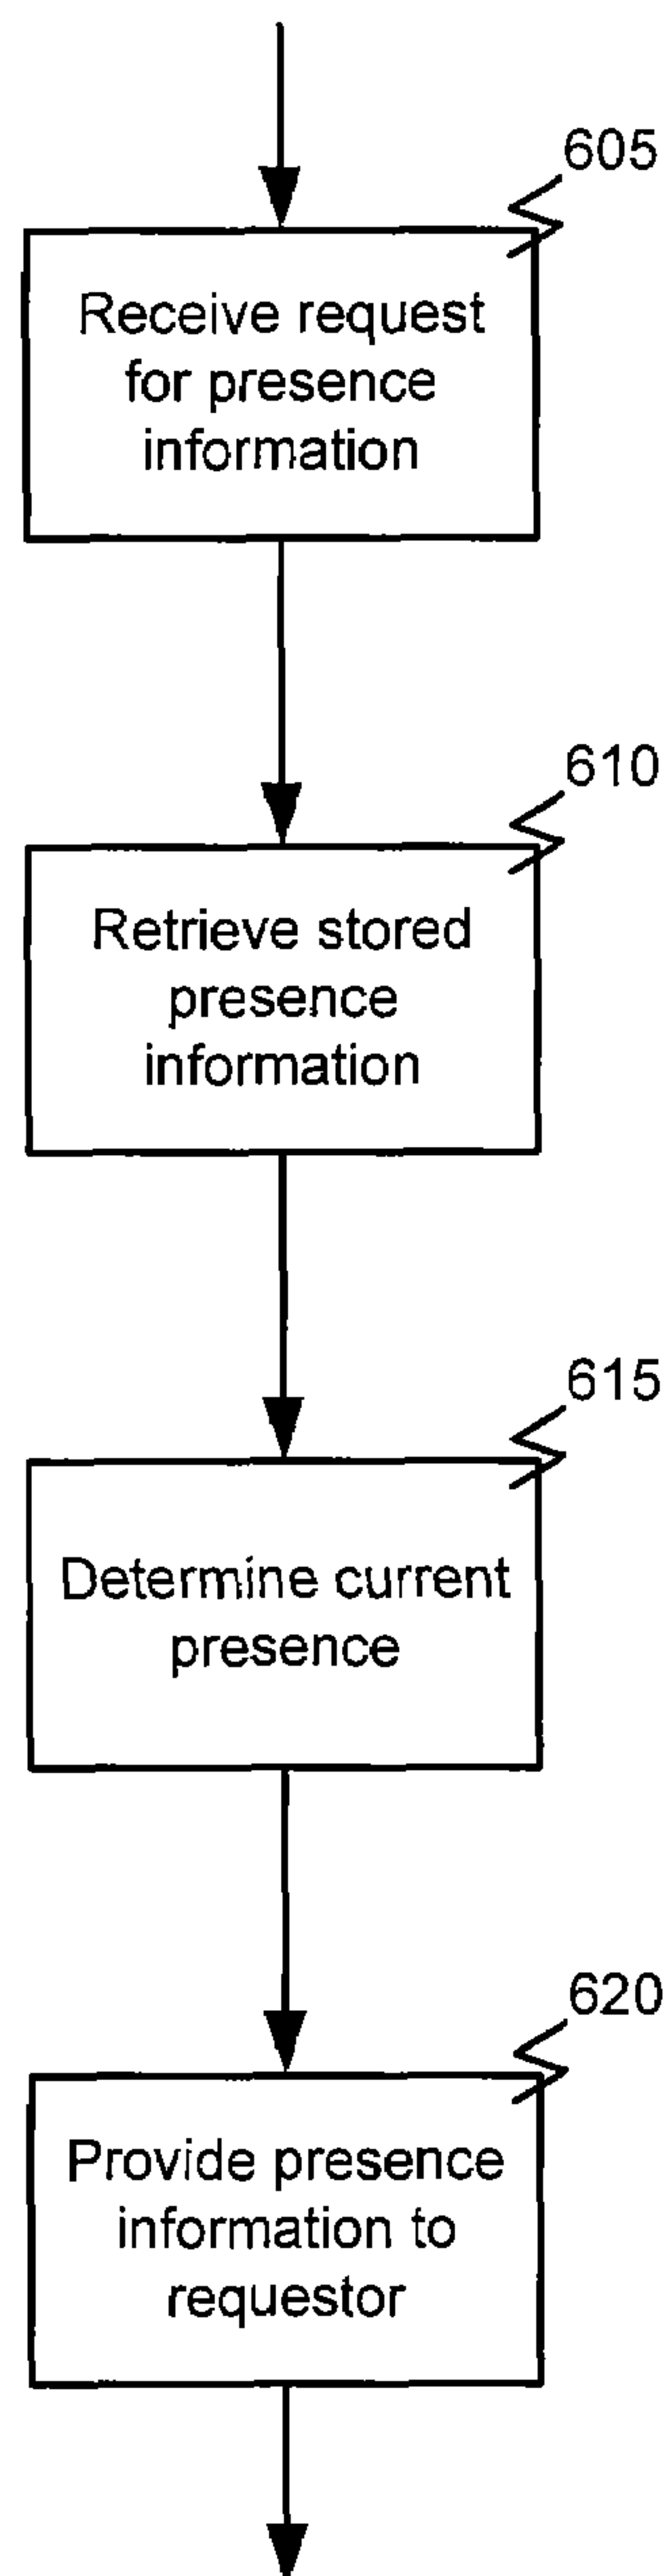 605
Receive request
for presence
information
610
Retrieve stored
presence
information
615
Determine current
presence
620
Provide presence
information to
requestor